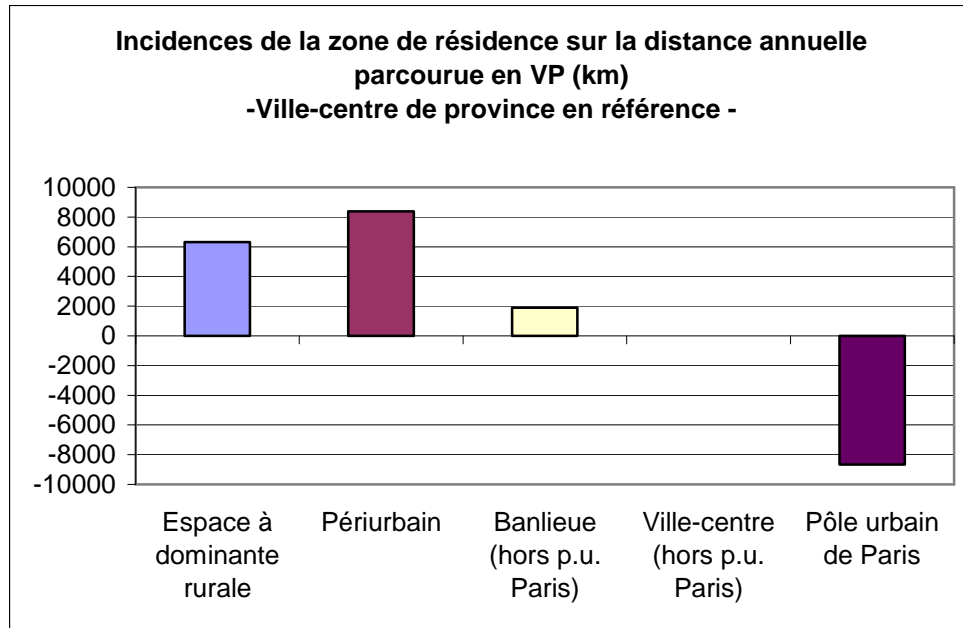 Incidences de la zone de résidence sur la distance annuelle
parcourue en VP (km)
-Ville-centre de province en référence -
10000
8000
6000
4000
2000
0
-2000
-4000
-6000
-8000
-10000
Espace à
dominante
rurale
Périurbain
Banlieue
(hors p.u.
Paris)
Ville-centre
(hors p.u.
Paris)
Pôle urbain
de Paris